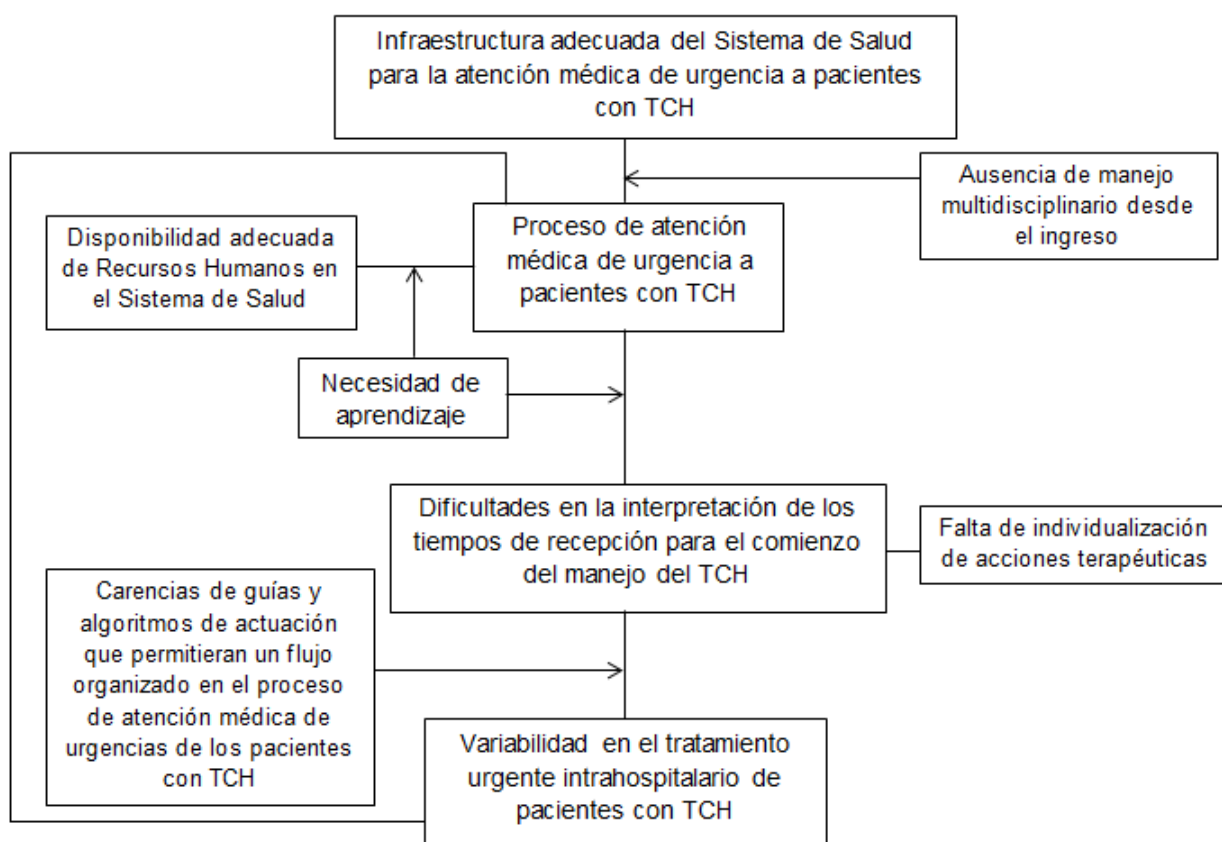 Infraestructura adecuada del Sistema de Salud
para la atención médica de urgencia a pacientes
con TCH
Ausencia de manejo
multidisciplinario desde
el ingreso
Proceso de atención
médica de urgencia a
pacientes con TCH
Disponibilidad adecuada
de Recursos Humanos en
el Sistema de Salud
Necesidad de
aprendizaje
Dificultades en la interpretación de los
tiempos de recepción para el comienzo
del manejo del TCH
Falta de individualización
de acciones terapéuticas
Carencias de guías y
algoritmos de actuación
que permitieran un flujo
organizado en el proceso
de atención médica de
urgencias de los pacientes
con TCH
Variabilidad en el tratamiento
urgente intrahospitalario de
pacientes con TCH